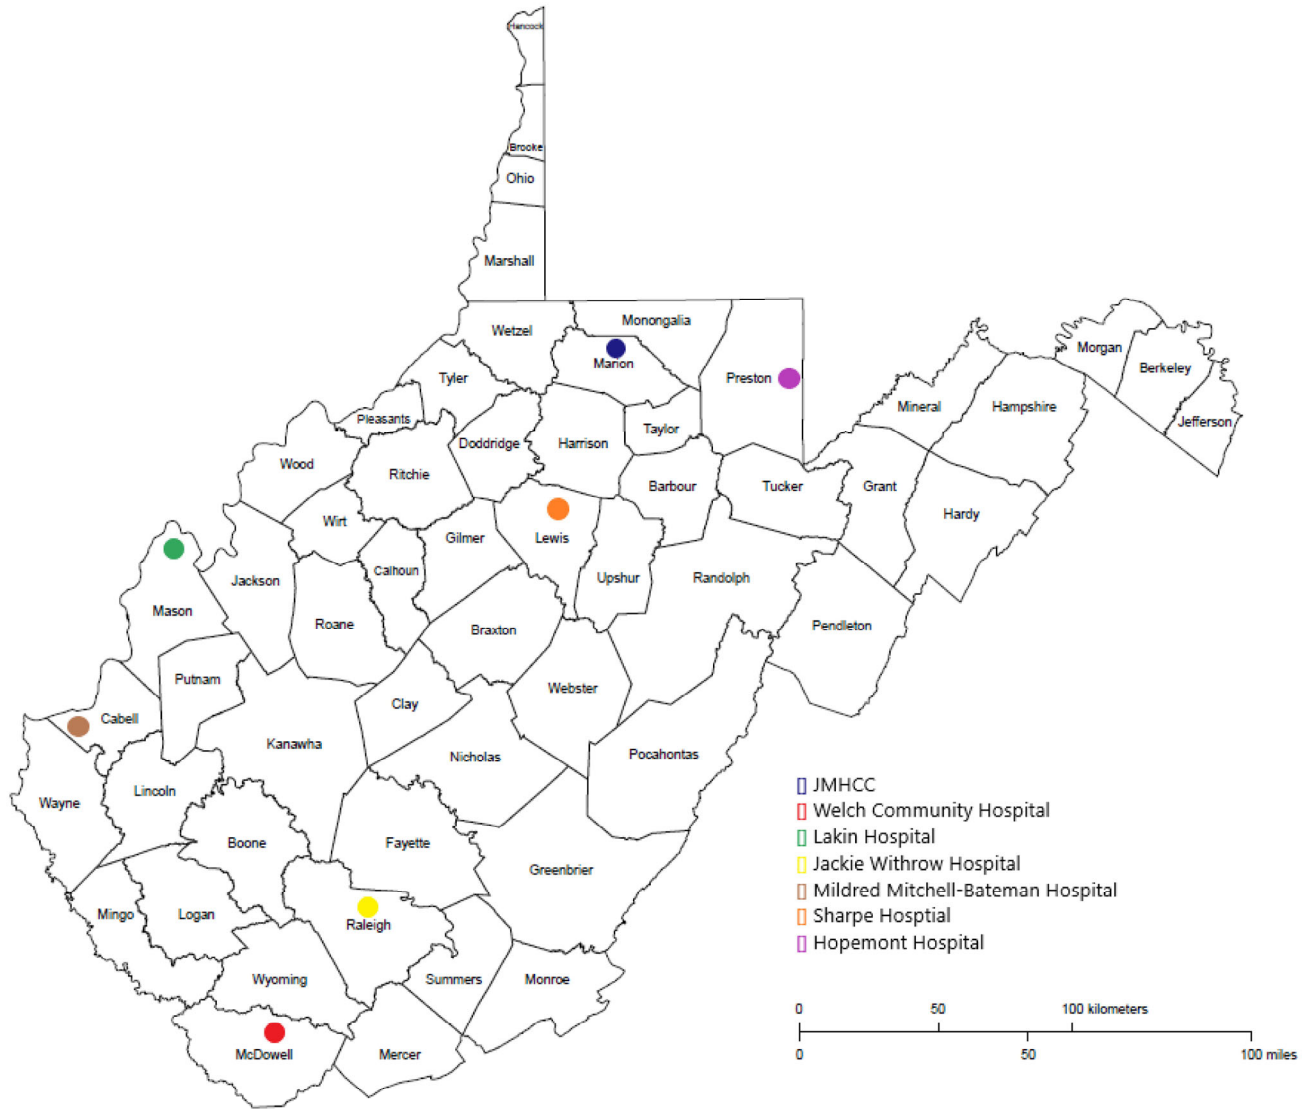 Hancock
Brooke
Ohio
Marshall
Wetzel
Monongalia
Marion
Preston
Tyler
Pleasants
Doddridge
Harrison
Taylor
Morgan
Berkeley
Jefferson
Mineral
Hampshire
Wood
Ritchie
Barbour
Tucker
Grant
Hardy
Wirt
Gilmer
Lewis
Calhoun
Upshur
Randolph
Jackson
Mason
Roane
Braxton
Pendleton
Putnam
Webster
Clay
Cabell
Kanawha
Nicholas
Pocahontas
Lincoln
Wayne
Boone
Fayette
Greenbrier
Mingo
Logan
Raleigh
Wyoming
Summers
Monroe
McDowell
Mercer
JMHCC
Welch Community Hospital
Lakin Hospital
Jackie Withrow Hospital
Mildred Mitchell-Bateman Hospital
Sharpe Hosptial
Hopemont Hospital
0 50 100 kilometers
0 50 100 miles